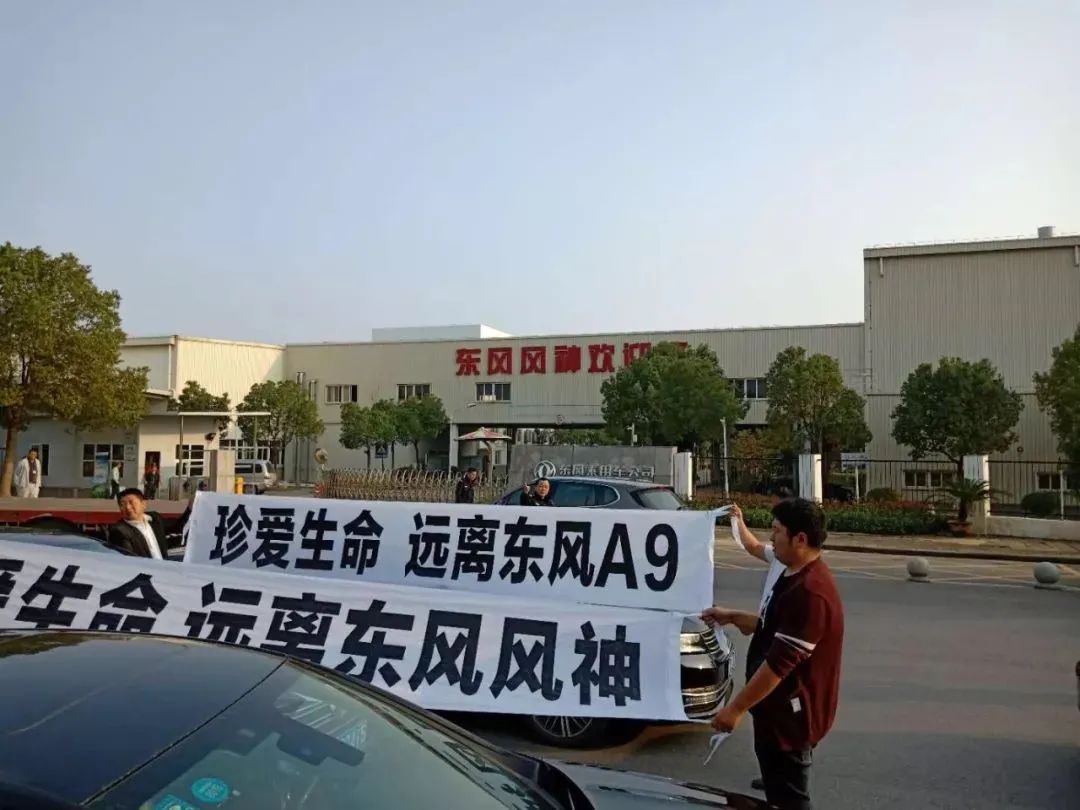 东风风神欢迎
东风乘用车公司
珍爱生命 远离东风A9
生命 远离东风风神